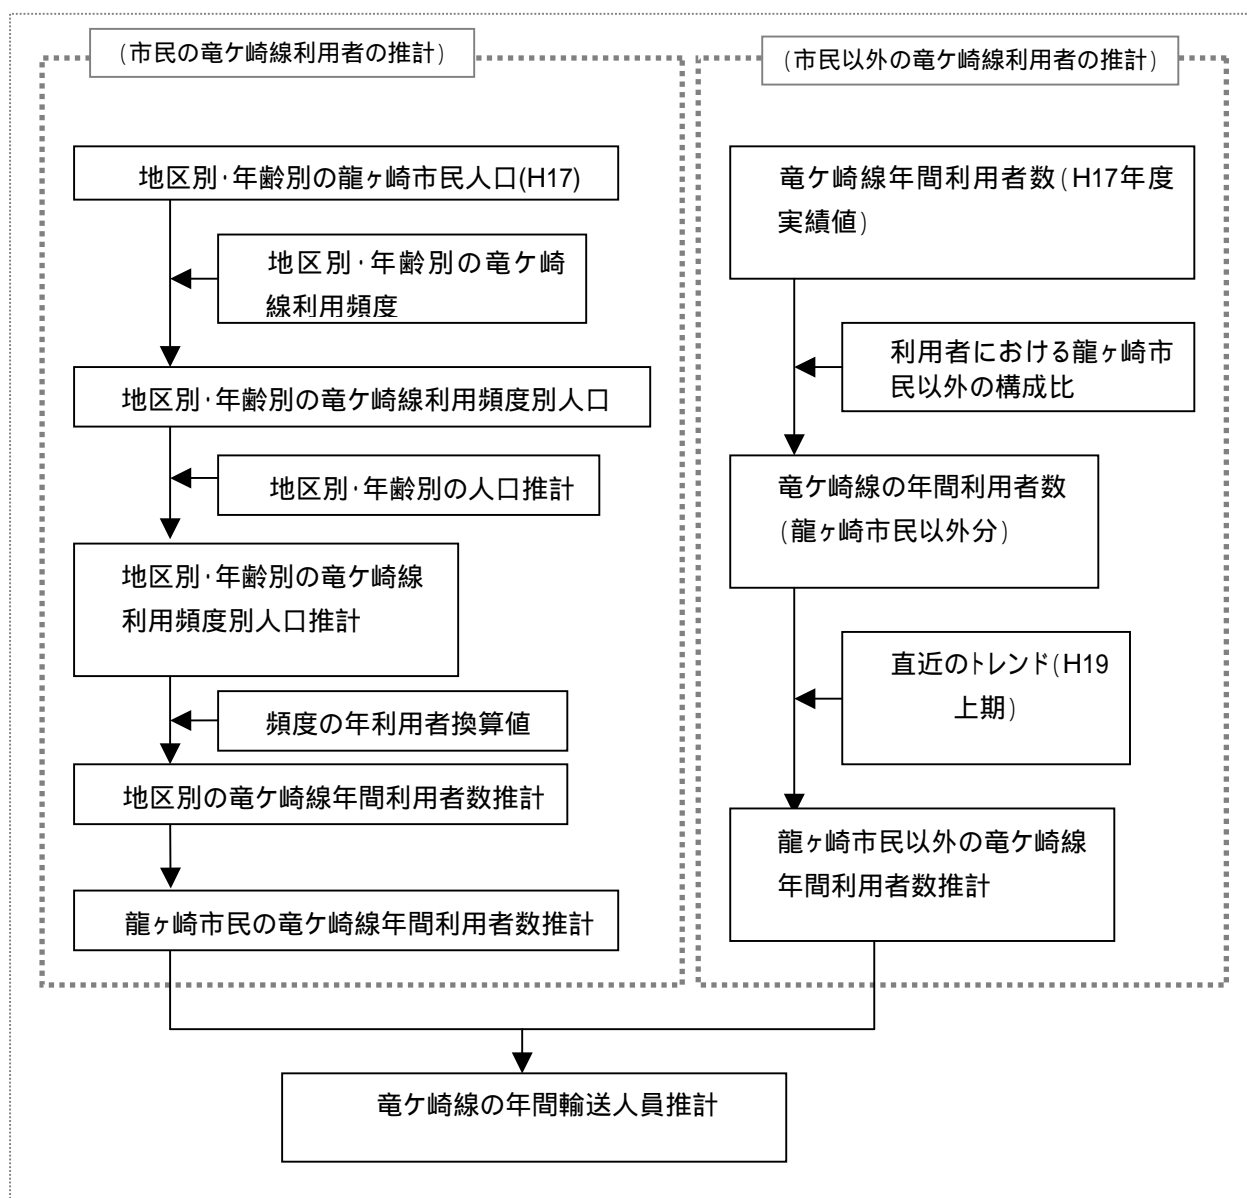 (市民の竜ケ崎線利用者の推計)
地区別・年齢別の龍ヶ崎市民人口(H17)
地区別・年齢別の竜ケ崎
線利用頻度
地区別・年齢別の竜ケ崎線利用頻度別人口
地区別・年齢別の人口推計
地区別・年齢別の竜ケ崎線
利用頻度別人口推計
頻度の年利用者換算値
地区別の竜ケ崎線年間利用者数推計
龍ヶ崎市民の竜ケ崎線年間利用者数推計
(市民以外の竜ケ崎線利用者の推計)
竜ケ崎線年間利用者数(H17年度
実績値)
利用者における龍ヶ崎市
民以外の構成比
竜ケ崎線の年間利用者数
(龍ヶ崎市民以外分)
直近のトレンド(H19
上期)
龍ヶ崎市民以外の竜ケ崎線
年間利用者数推計
竜ケ崎線の年間輸送人員推計